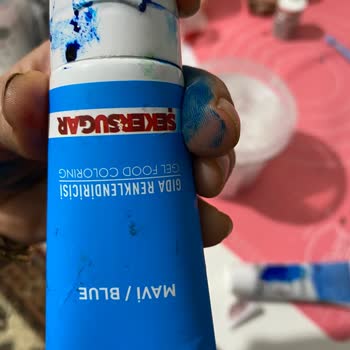 MAVİ / BLUE
GIDA RENKLENDİRİCİSİ
GEL FOOD COLORING
ŞEKER&SUGAR